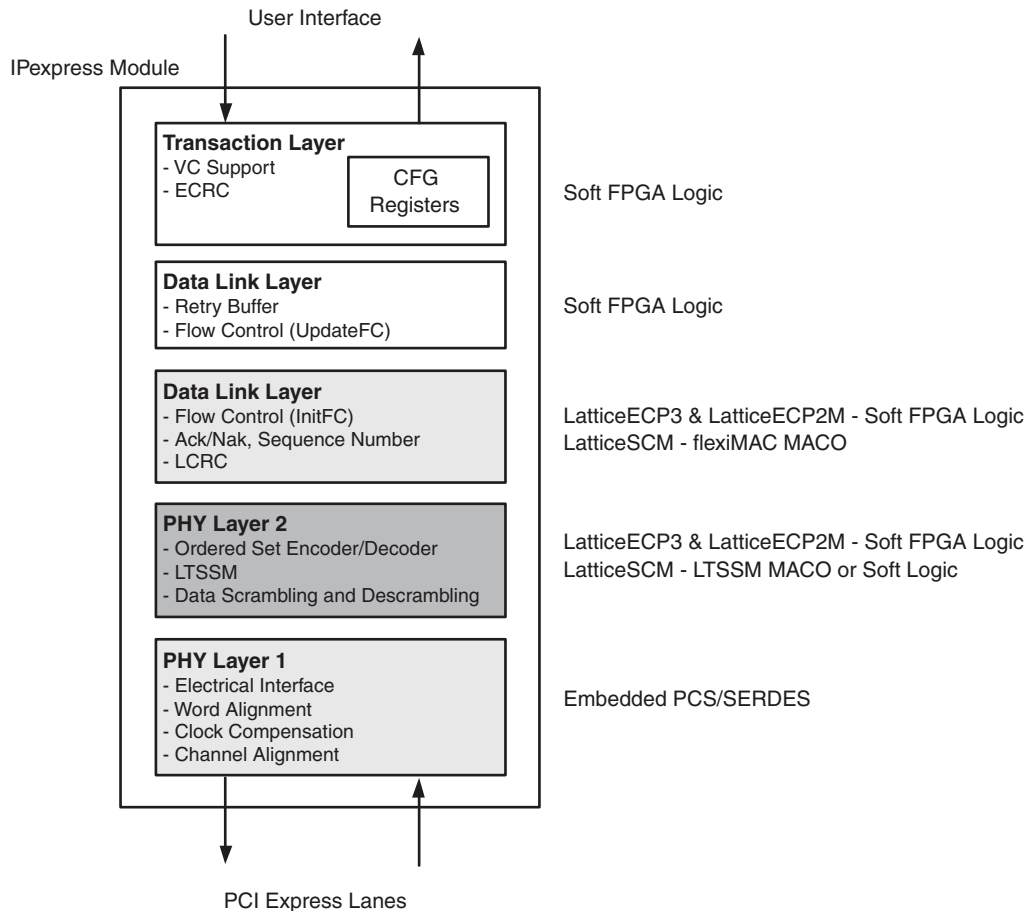 User Interface
IPexpress Module
Transaction Layer
- VC Support
- ECRC
CFG
Registers
Soft FPGA Logic
Data Link Layer
- Retry Buffer
- Flow Control (UpdateFC)
Soft FPGA Logic
Data Link Layer
- Flow Control (InitFC)
- Ack/Nak, Sequence Number
- LCRC
LatticeECP3 & LatticeECP2M - Soft FPGA Logic
LatticeSCM - flexiMAC MACO
PHY Layer 2
- Ordered Set Encoder/Decoder
- LTSSM
- Data Scrambling and Descrambling
LatticeECP3 & LatticeECP2M - Soft FPGA Logic
LatticeSCM - LTSSM MACO or Soft Logic
PHY Layer 1
- Electrical Interface
- Word Alignment
- Clock Compensation
- Channel Alignment
Embedded PCS/SERDES
PCI Express Lanes